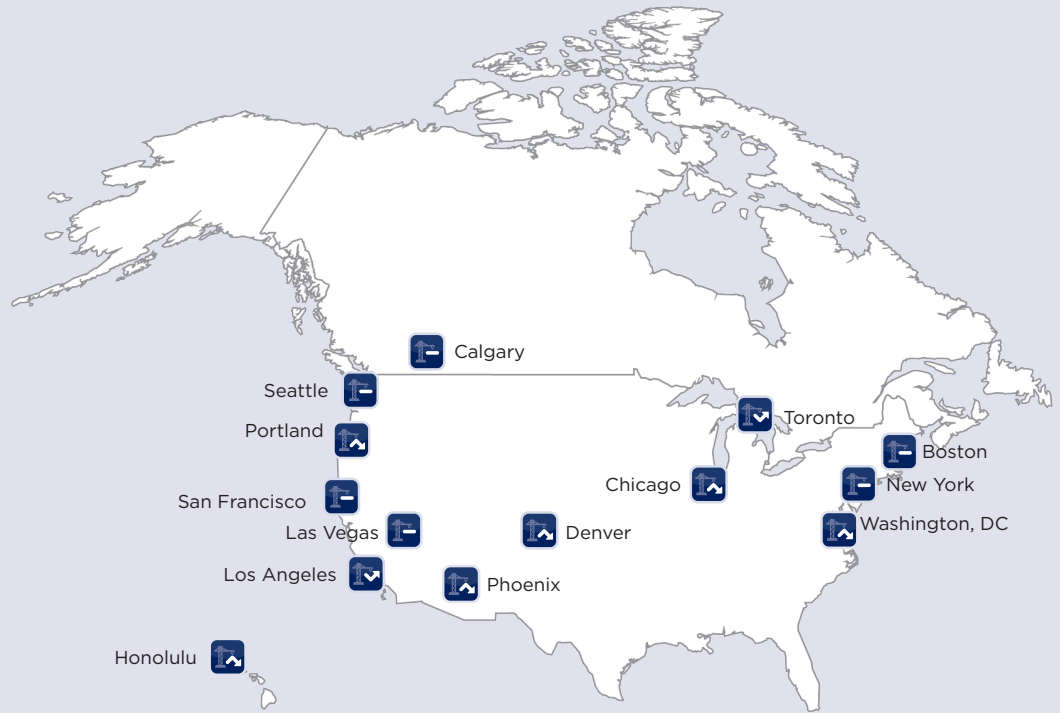 Calgary
Seattle
Toronto
Portland
Boston
Chicago
New York
San Francisco
Washington, DC
Las Vegas
Denver
Los Angeles
Phoenix
Honolulu